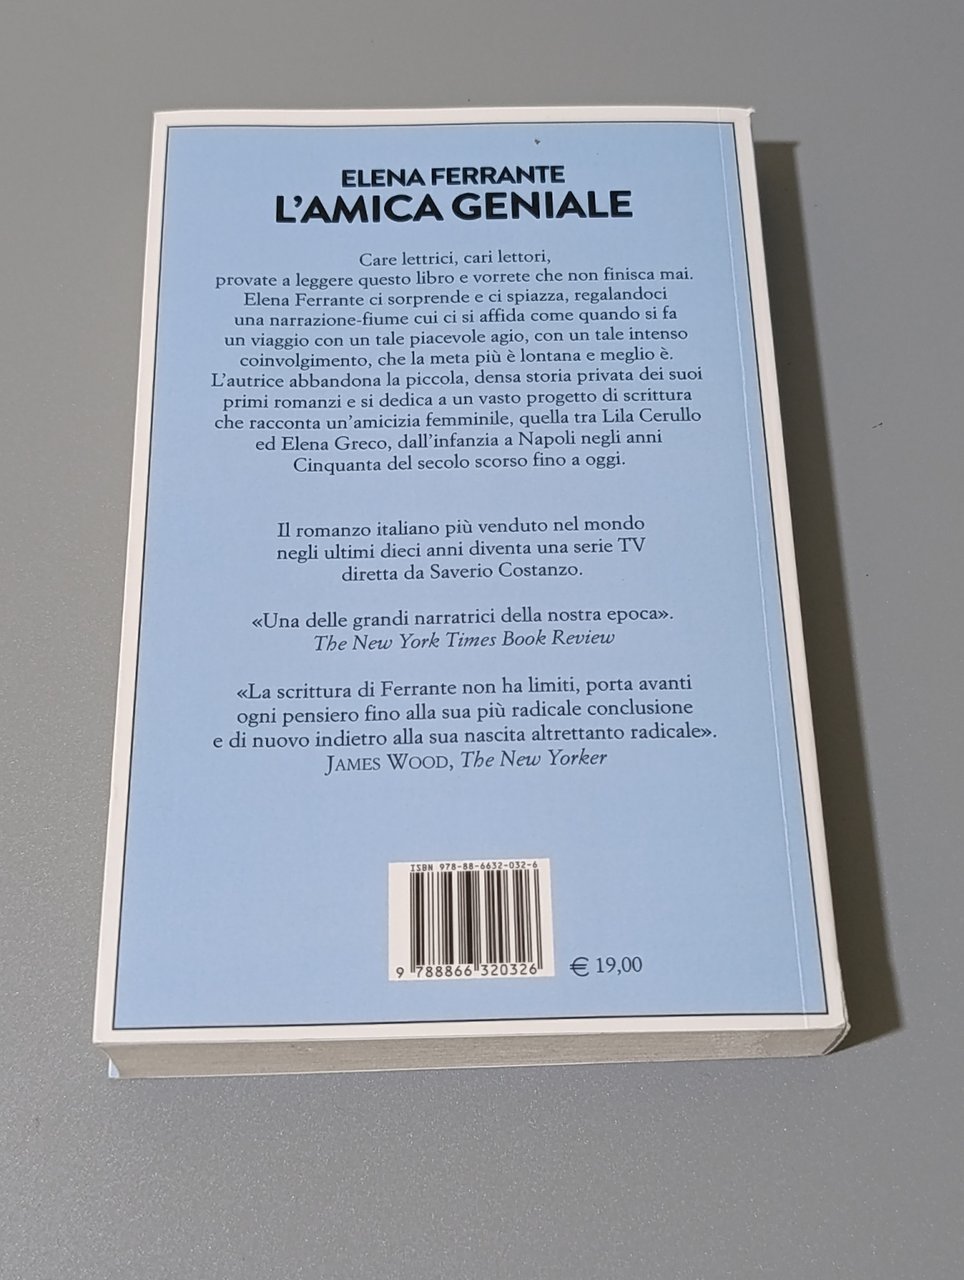 ELENA FERRANTE
L'AMICA GENIALE
Care lettrici, cari lettori,
provate a leggere questo libro e vorrete che non finisca mai.
Elena Ferrante ci sorprende e ci spiazza, regalandoci
una narrazione-fiume cui ci si affida come quando si fa
un viaggio con un tale piacevole agio, con un tale intenso
coinvolgimento, che la meta più è lontana e meglio è.
L'autrice abbandona la piccola, densa storia privata dei suoi
primi romanzi e si dedica a un vasto progetto di scrittura
che racconta un'amicizia femminile, quella tra Lila Cerullo
ed Elena Greco, dall'infanzia a Napoli negli anni
Cinquanta del secolo scorso fino a oggi.
Il romanzo italiano più venduto nel mondo
negli ultimi dieci anni diventa una serie TV
diretta da Saverio Costanzo.
«Una delle grandi narratrici della nostra epoca».
The New York Times Book Review
«La scrittura di Ferrante non ha limiti, porta avanti
ogni pensiero fino alla sua più radicale conclusione
e di nuovo indietro alla sua nascita altrettanto radicale».
JAMES WOOD, The New Yorker
ISBN 978-88-6632-032-6
9 788866 320326
€ 19,00